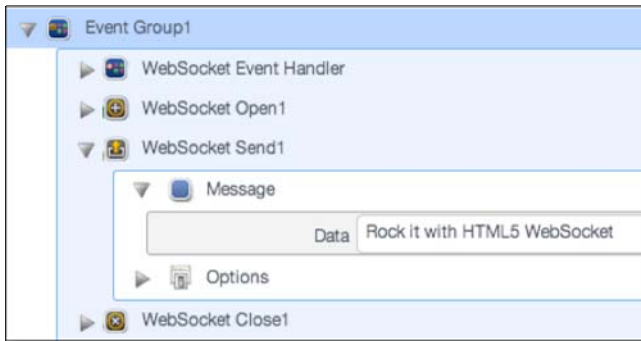 Event Group1
WebSocket Event Handler
WebSocket Open1
WebSocket Send1
Message
Data Rock it with HTML5 WebSocket
Options
WebSocket Close1